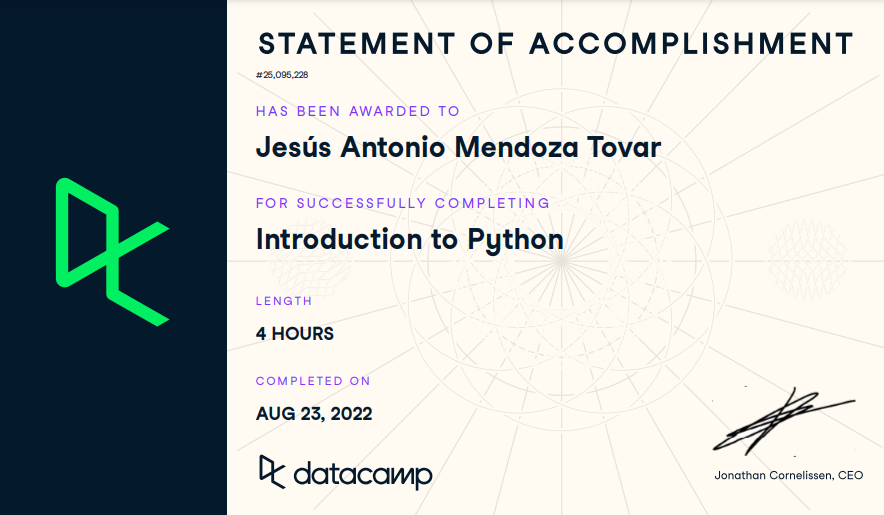 STATEMENT OF ACCOMPLISHMENT
#25,095,228
HAS BEEN AWARDED TO
Jesús Antonio Mendoza Tovar
FOR SUCCESSFULLY COMPLETING
Introduction to Python
LENGTH
4 HOURS
COMPLETED ON
AUG 23, 2022
datacamp
Jonathan Cornelissen, CEO